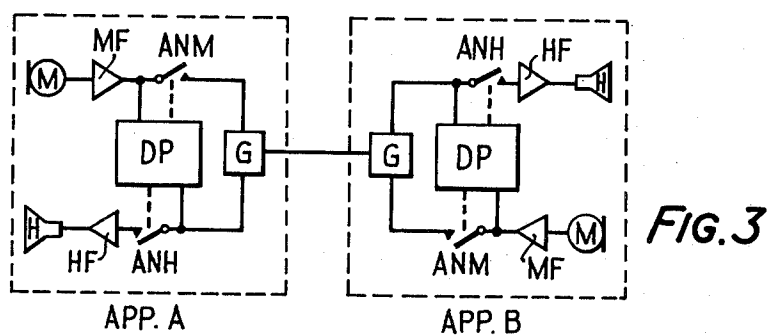 MF
ANM
M
DP
G
H
HF
ANH
APP. A
ANH
HF
H
G
DP
ANM
MF
M
APP. B
FIG. 3